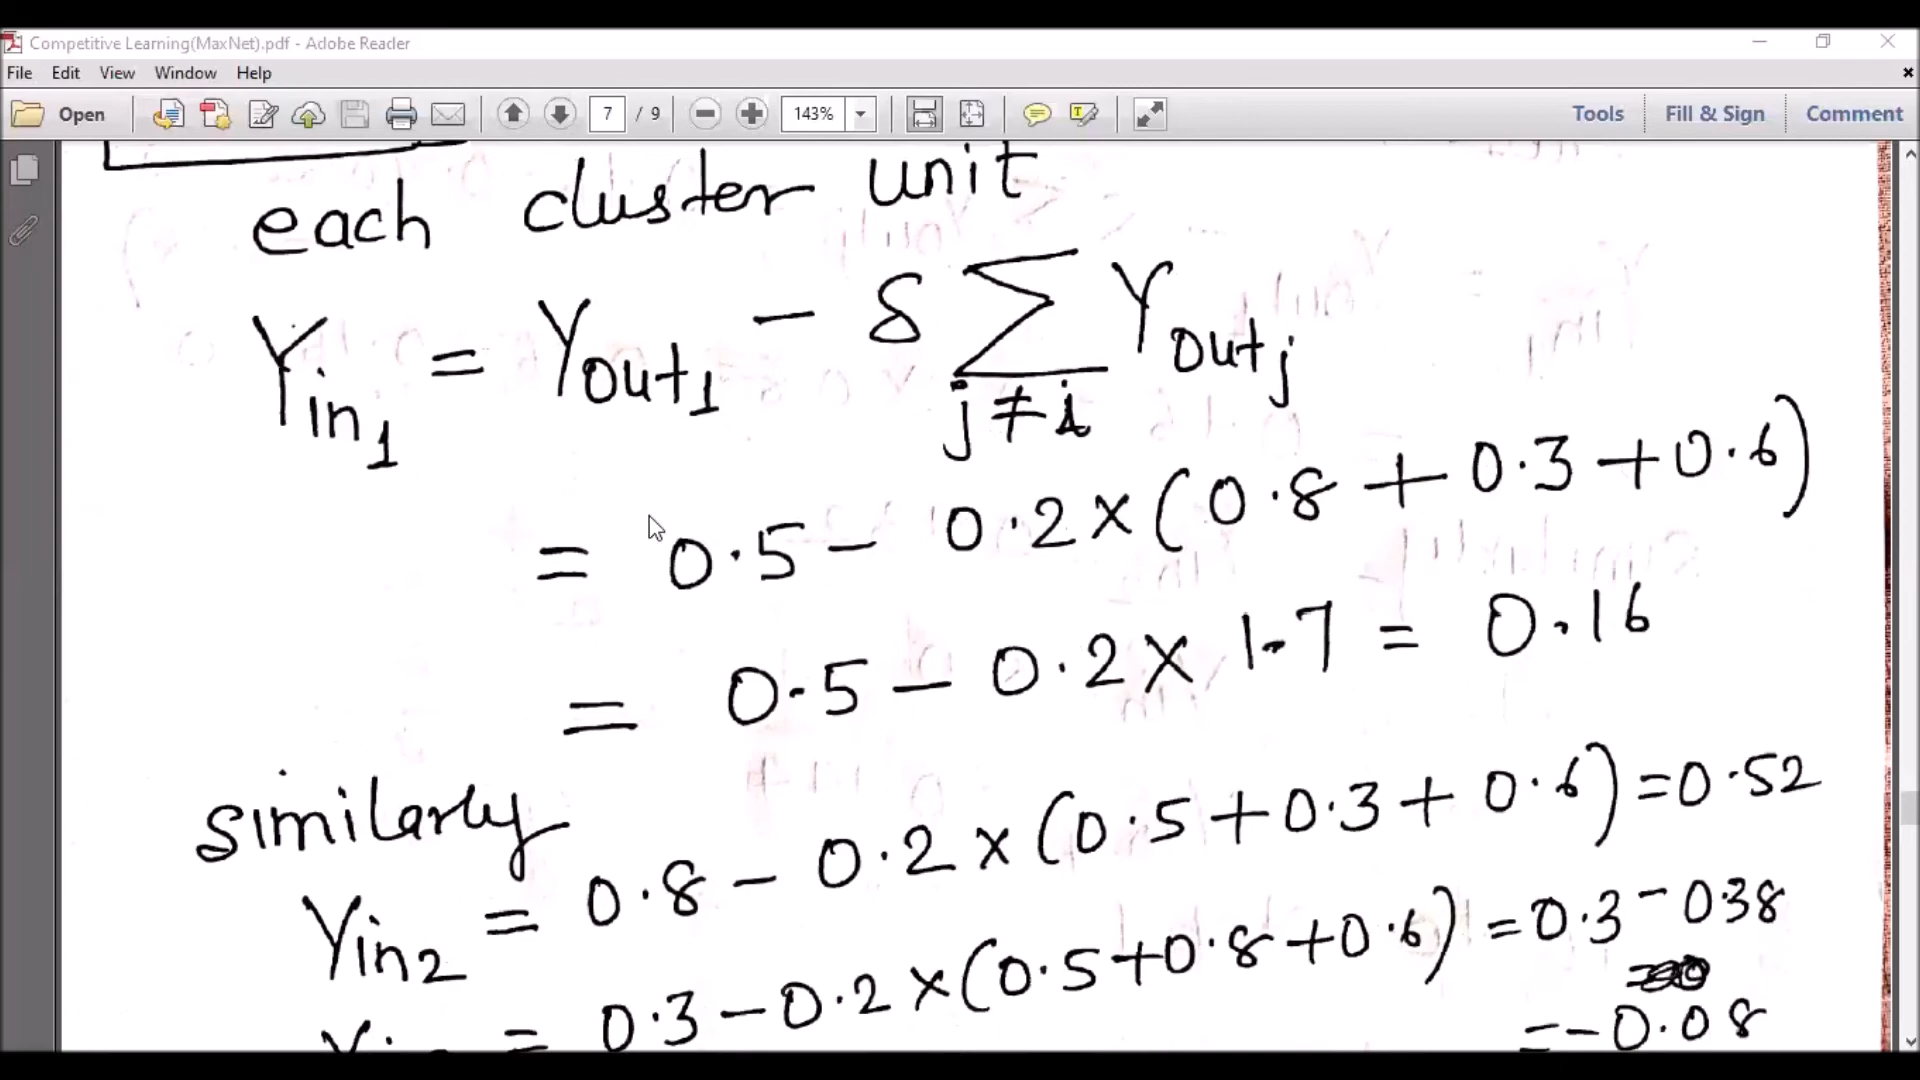 Competitive Learning(MaxNet).pdf - Adobe Reader
File Edit View Window Help
Open 7 / 9 143% Tools Fill & Sign Comment
each cluster unit
Yin1 = Yout1 - δ ∑ j≠i Youtj
= 0.5 - 0.2 × (0.8 + 0.3 + 0.6)
= 0.5 - 0.2 × 1.7 = 0.16
similarly
Yin2 = 0.8 - 0.2 × (0.5 + 0.3 + 0.6) = 0.52
= 0.3 - 0.2 × (0.5 + 0.8 + 0.6) = 0.3 - 0.38
= - 0.08